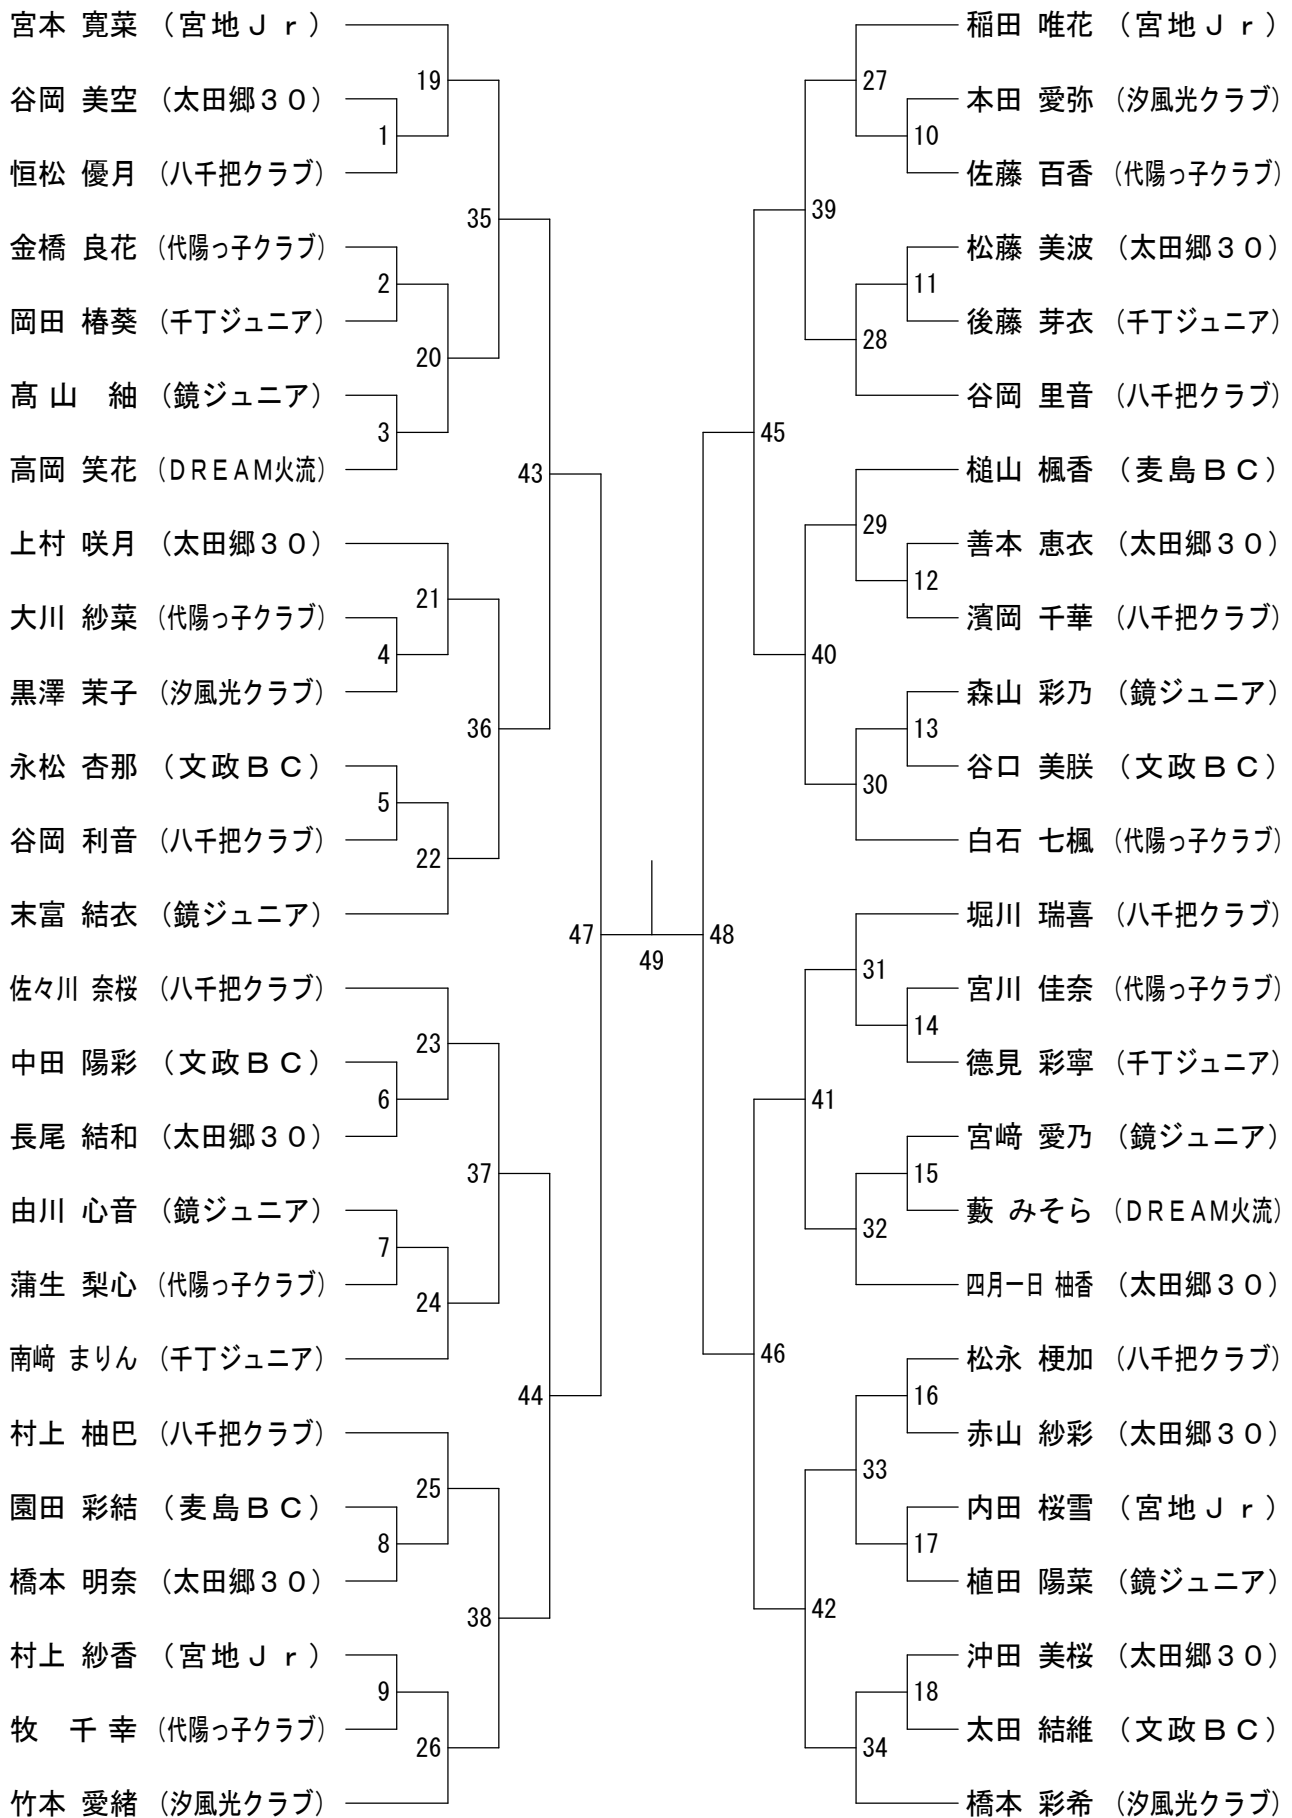 宮本 寛菜 (宮地Ｊｒ)
19
谷岡 美空 (太田郷３０)
1
恒松 優月 (八千把クラブ)
35
金橋 良花 (代陽っ子クラブ)
2
岡田 椿葵 (千丁ジュニア)
20
髙山 紬 (鏡ジュニア)
3
高岡 笑花 (ＤＲＥＡＭ火流)
43
上村 咲月 (太田郷３０)
21
大川 紗菜 (代陽っ子クラブ)
4
黒澤 茉子 (汐風光クラブ)
36
永松 杏那 (文政ＢＣ)
5
谷岡 利音 (八千把クラブ)
22
末富 結衣 (鏡ジュニア)
47
佐々川 奈桜 (八千把クラブ)
23
中田 陽彩 (文政ＢＣ)
6
長尾 結和 (太田郷３０)
37
由川 心音 (鏡ジュニア)
7
蒲生 梨心 (代陽っ子クラブ)
24
南﨑 まりん (千丁ジュニア)
44
村上 柚巴 (八千把クラブ)
25
園田 彩結 (麦島ＢＣ)
8
橋本 明奈 (太田郷３０)
38
村上 紗香 (宮地Ｊｒ)
9
牧 千幸 (代陽っ子クラブ)
26
竹本 愛緒 (汐風光クラブ)
49
稲田 唯花 (宮地Ｊｒ)
27
本田 愛弥 (汐風光クラブ)
10
佐藤 百香 (代陽っ子クラブ)
39
松藤 美波 (太田郷３０)
11
後藤 芽衣 (千丁ジュニア)
28
谷岡 里音 (八千把クラブ)
45
槌山 楓香 (麦島ＢＣ)
29
善本 恵衣 (太田郷３０)
12
濱岡 千華 (八千把クラブ)
40
森山 彩乃 (鏡ジュニア)
13
谷口 美朕 (文政ＢＣ)
30
白石 七楓 (代陽っ子クラブ)
48
堀川 瑞喜 (八千把クラブ)
31
宮川 佳奈 (代陽っ子クラブ)
14
德見 彩寧 (千丁ジュニア)
41
宮﨑 愛乃 (鏡ジュニア)
15
藪 みそら (ＤＲＥＡＭ火流)
32
四月一日 柚香 (太田郷３０)
46
松永 梗加 (八千把クラブ)
16
赤山 紗彩 (太田郷３０)
33
内田 桜雪 (宮地Ｊｒ)
17
植田 陽菜 (鏡ジュニア)
42
沖田 美桜 (太田郷３０)
18
太田 結維 (文政ＢＣ)
34
橋本 彩希 (汐風光クラブ)